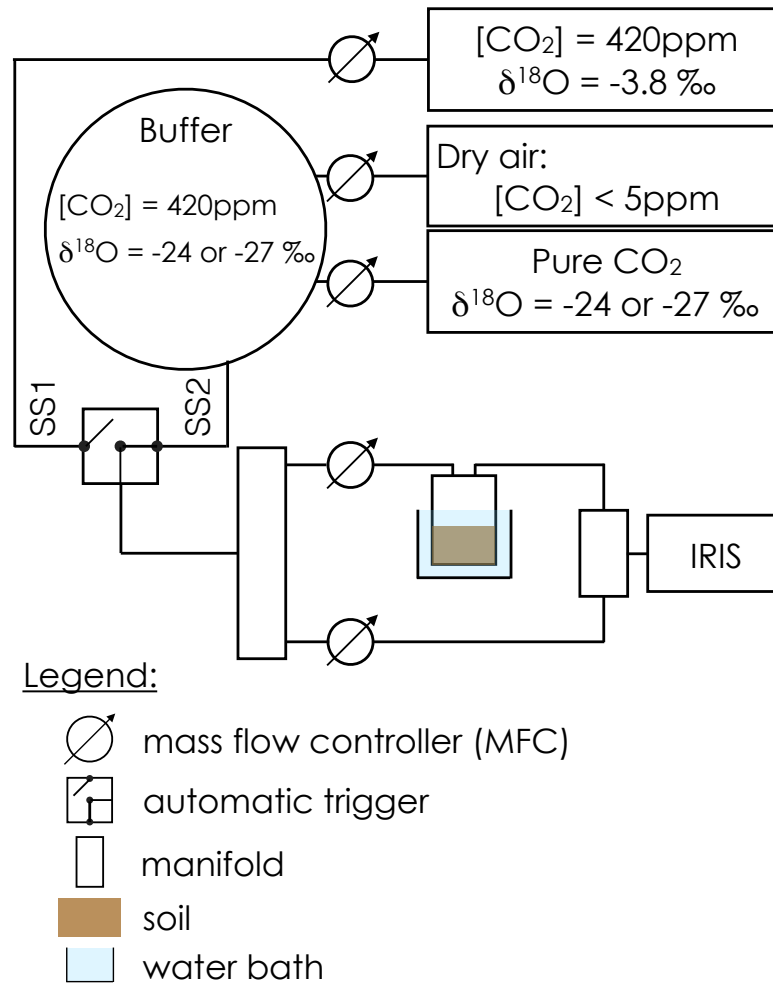 [CO₂] = 420ppm
δ¹⁸O = -3.8 ‰
Buffer
[CO₂] = 420ppm
δ¹⁸O = -24 or -27 ‰
Dry air:
[CO₂] < 5ppm
Pure CO₂
δ¹⁸O = -24 or -27 ‰
SS1
SS2
IRIS
Legend:
mass flow controller (MFC)
automatic trigger
manifold
soil
water bath